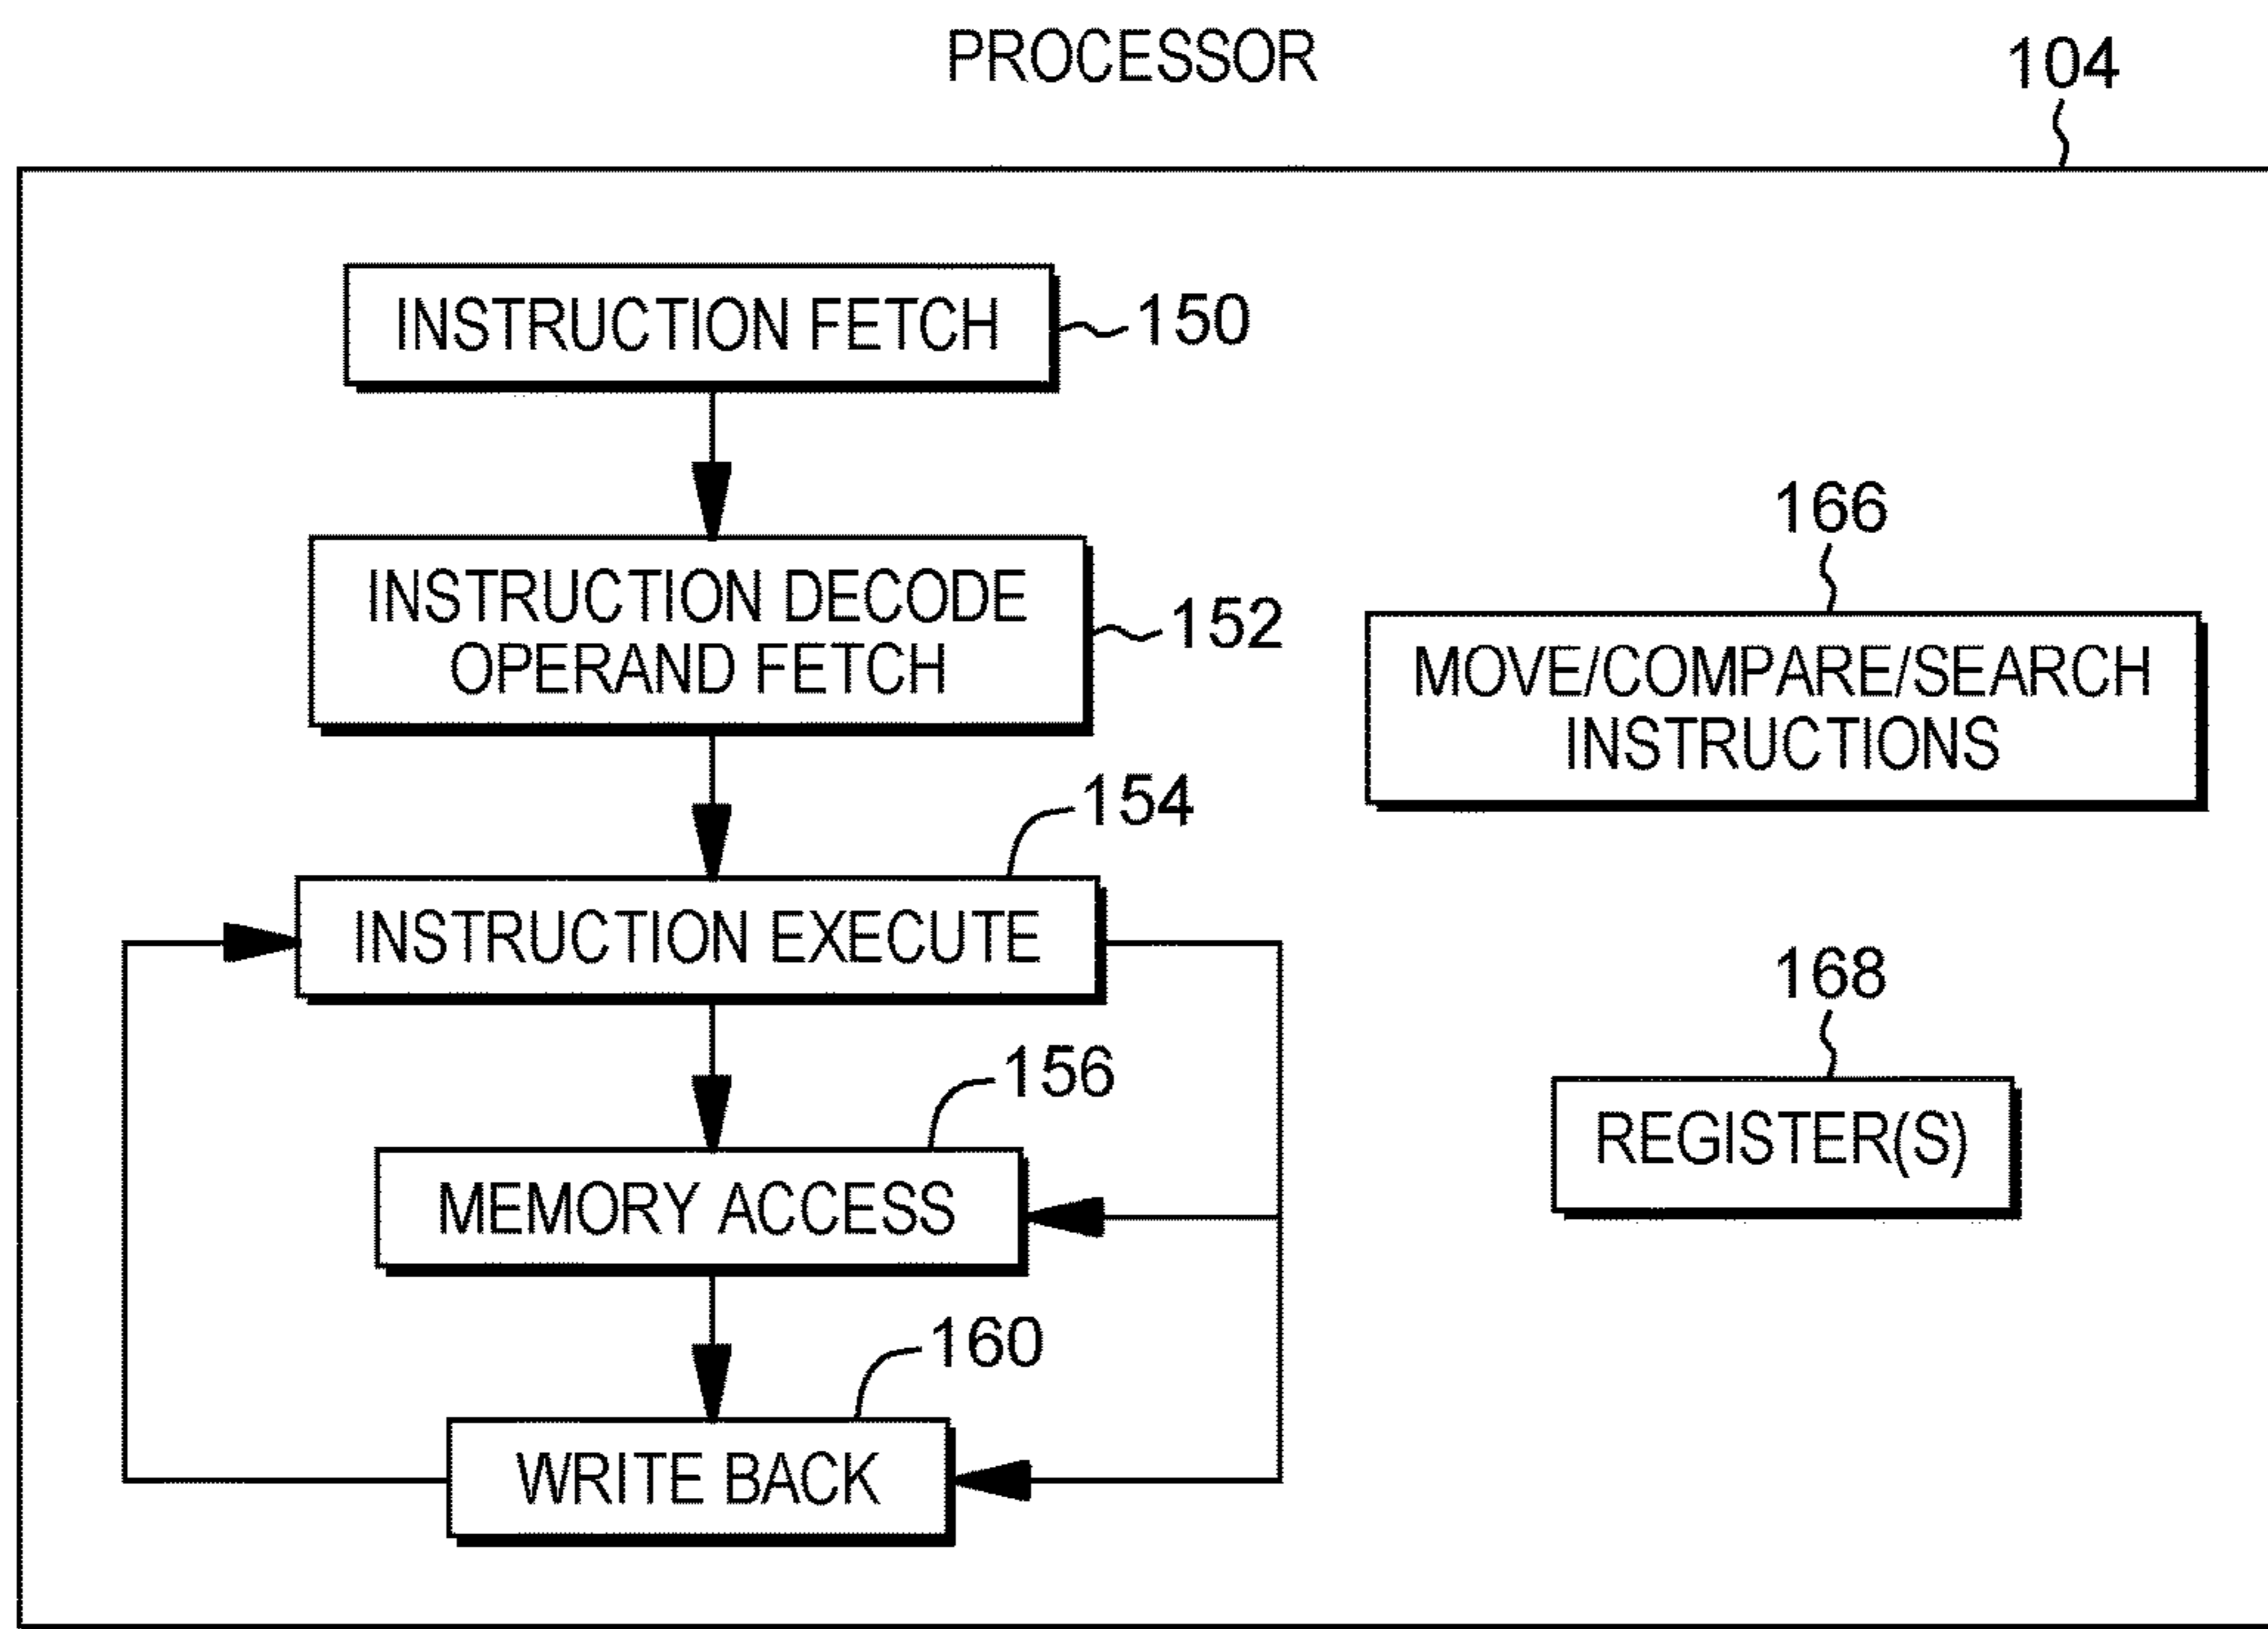 PROCESSOR
104
INSTRUCTION FETCH
150
INSTRUCTION DECODE
OPERAND FETCH
152
154
INSTRUCTION EXECUTE
156
MEMORY ACCESS
160
WRITE BACK
166
MOVE/COMPARE/SEARCH
INSTRUCTIONS
168
REGISTER(S)